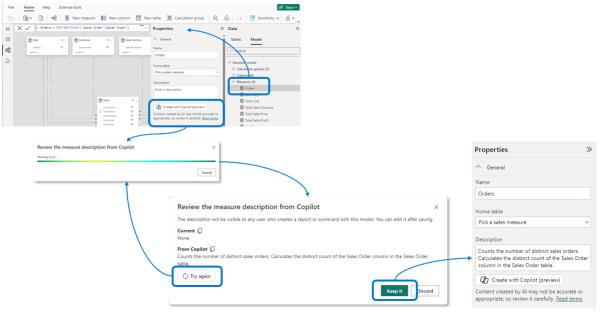 File Home Help External tools
Share
New measure New column New table Calculation group Sensitivity
1 Orders = DISTINCTCOUNT('Sales Order'[Sales Order])
Properties
General
Name
Orders
Home table
Pick a sales measure
Description
Enter a description
Create with Copilot (preview)
Content created by AI may not be accurate or
appropriate, so review it carefully. Read terms
Data
Tables Model
Search
Semantic model
Calculation groups (2)
Measures (8)
Orders
Total Cost
Total Sales Discount
Total Sales Price
Total Sales Profit
Review the measure description from Copilot
Working on it...
Cancel
Review the measure description from Copilot
The description will be visible to any user who creates a report or scorecard with this model. You can edit it after saving.
Current
None
From Copilot
Counts the number of distinct sales orders. Calculates the distinct count of the Sales Order column in the Sales Order
table.
Try again
Keep it Discard
Properties
General
Name
Orders
Home table
Pick a sales measure
Description
Counts the number of distinct sales orders.
Calculates the distinct count of the Sales Order
column in the Sales Order table.
Create with Copilot (preview)
Content created by AI may not be accurate or
appropriate, so review it carefully. Read terms